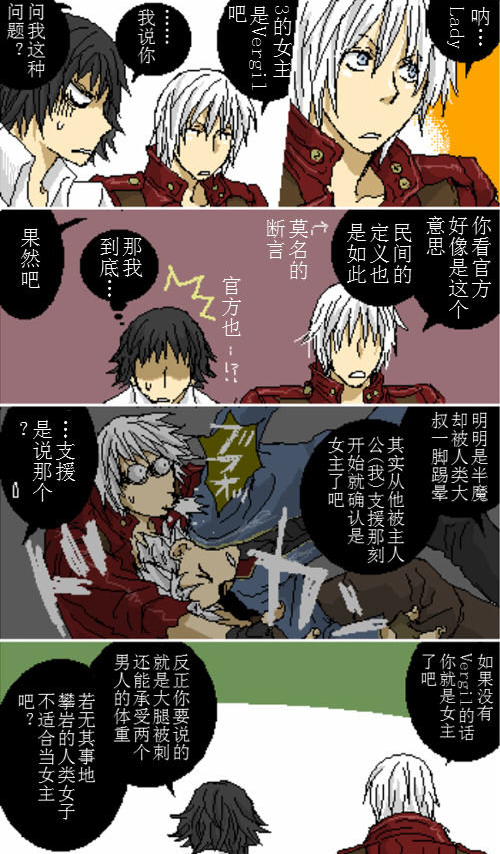 呐…
Lady
3的女主
是Vergil
吧
……
我说你
问我这种
问题？
你看官方
好像是这个
意思
民间的
定义也
是如此
莫名的
断言
官方也
…!?
那我
到底…
果然吧
明明是半魔
却被人类大
叔一脚踢晕
其实从他被主人
公(我)支援那刻
开始就确认是
女主了吧
ブフォッ
…支援
是说那个
？
如果没有
Vergil的话
你就是女主
了吧
反正你要说的
就是大腿被刺
还能承受两个
男人的体重
若无其事地
攀岩的人类女子
不适合当女主
吧？